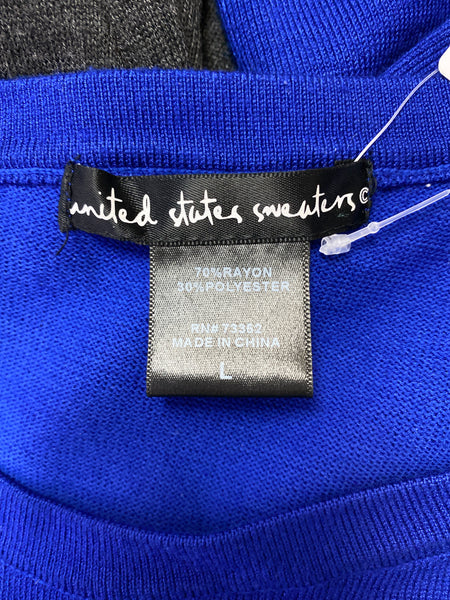 united states sweaters©
70%RAYON
30%POLYESTER
RN# 73362
MADE IN CHINA
L